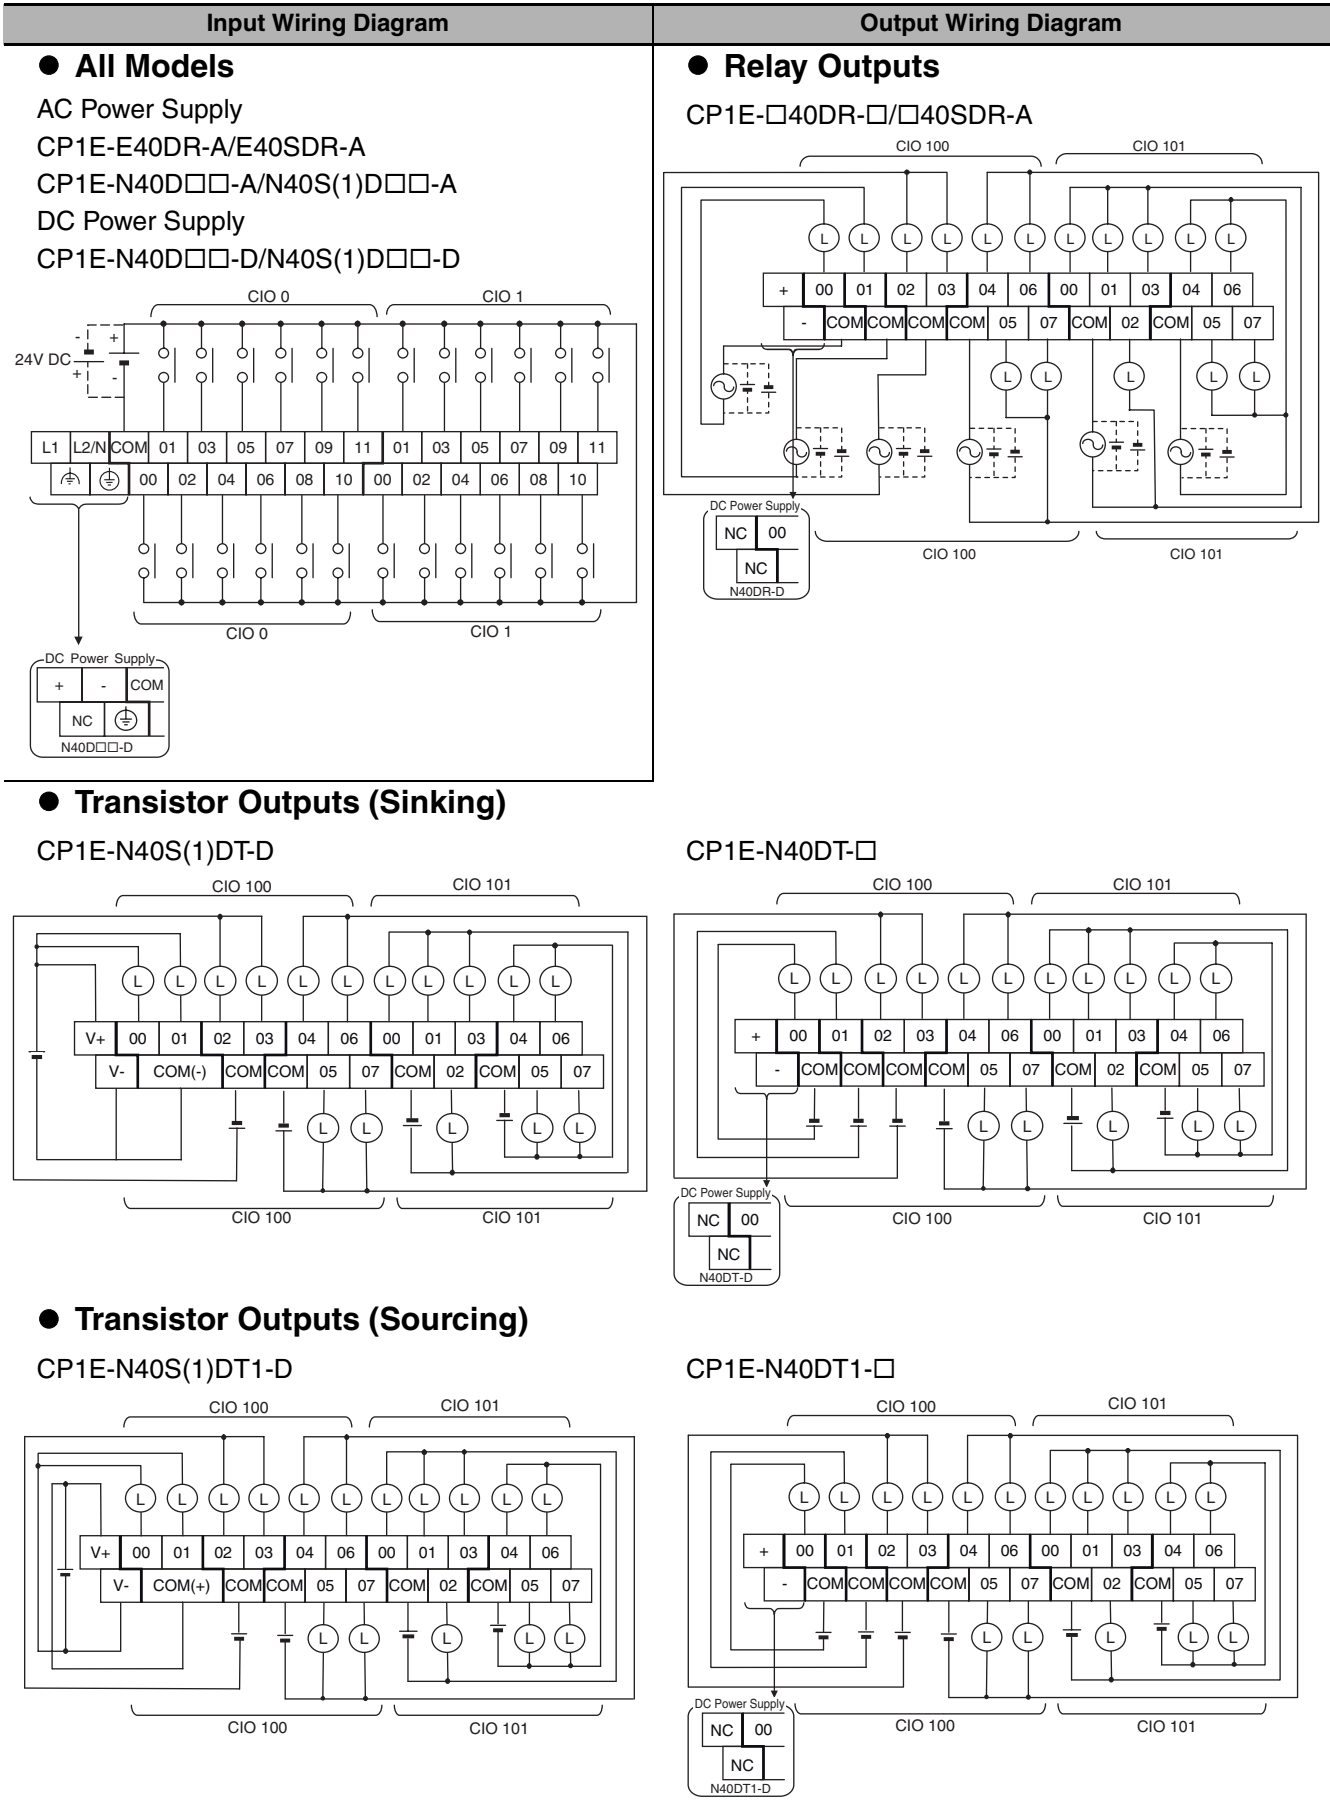 Input Wiring Diagram
Output Wiring Diagram
● All Models
AC Power Supply
CP1E-E40DR-A/E40SDR-A
CP1E-N40D□□-A/N40S(1)D□□-A
DC Power Supply
CP1E-N40D□□-D/N40S(1)D□□-D
CIO 0 CIO 1
- +
24V DC
+ -
L1 L2/N COM 01 03 05 07 09 11 01 03 05 07 09 11
00 02 04 06 08 10 00 02 04 06 08 10
CIO 0 CIO 1
DC Power Supply
+ - COM
NC
N40D□□-D
● Relay Outputs
CP1E-□40DR-□/□40SDR-A
CIO 100 CIO 101
L L L L L L L L L L L
+ 00 01 02 03 04 06 00 01 03 04 06
- COM COM COM COM 05 07 COM 02 COM 05 07
L L L L L
DC Power Supply
NC 00
NC
N40DR-D
CIO 100 CIO 101
● Transistor Outputs (Sinking)
CP1E-N40S(1)DT-D
CIO 100 CIO 101
L L L L L L L L L L L
V+ 00 01 02 03 04 06 00 01 03 04 06
V- COM(-) COM COM 05 07 COM 02 COM 05 07
L L L L L
CIO 100 CIO 101
CP1E-N40DT-□
CIO 100 CIO 101
L L L L L L L L L L L
+ 00 01 02 03 04 06 00 01 03 04 06
- COM COM COM COM 05 07 COM 02 COM 05 07
L L L L L
DC Power Supply
NC 00
NC
N40DT-D
CIO 100 CIO 101
● Transistor Outputs (Sourcing)
CP1E-N40S(1)DT1-D
CIO 100 CIO 101
L L L L L L L L L L L
V+ 00 01 02 03 04 06 00 01 03 04 06
V- COM(+) COM COM 05 07 COM 02 COM 05 07
L L L L L
CIO 100 CIO 101
CP1E-N40DT1-□
CIO 100 CIO 101
L L L L L L L L L L L
+ 00 01 02 03 04 06 00 01 03 04 06
- COM COM COM COM 05 07 COM 02 COM 05 07
L L L L L
DC Power Supply
NC 00
NC
N40DT1-D
CIO 100 CIO 101